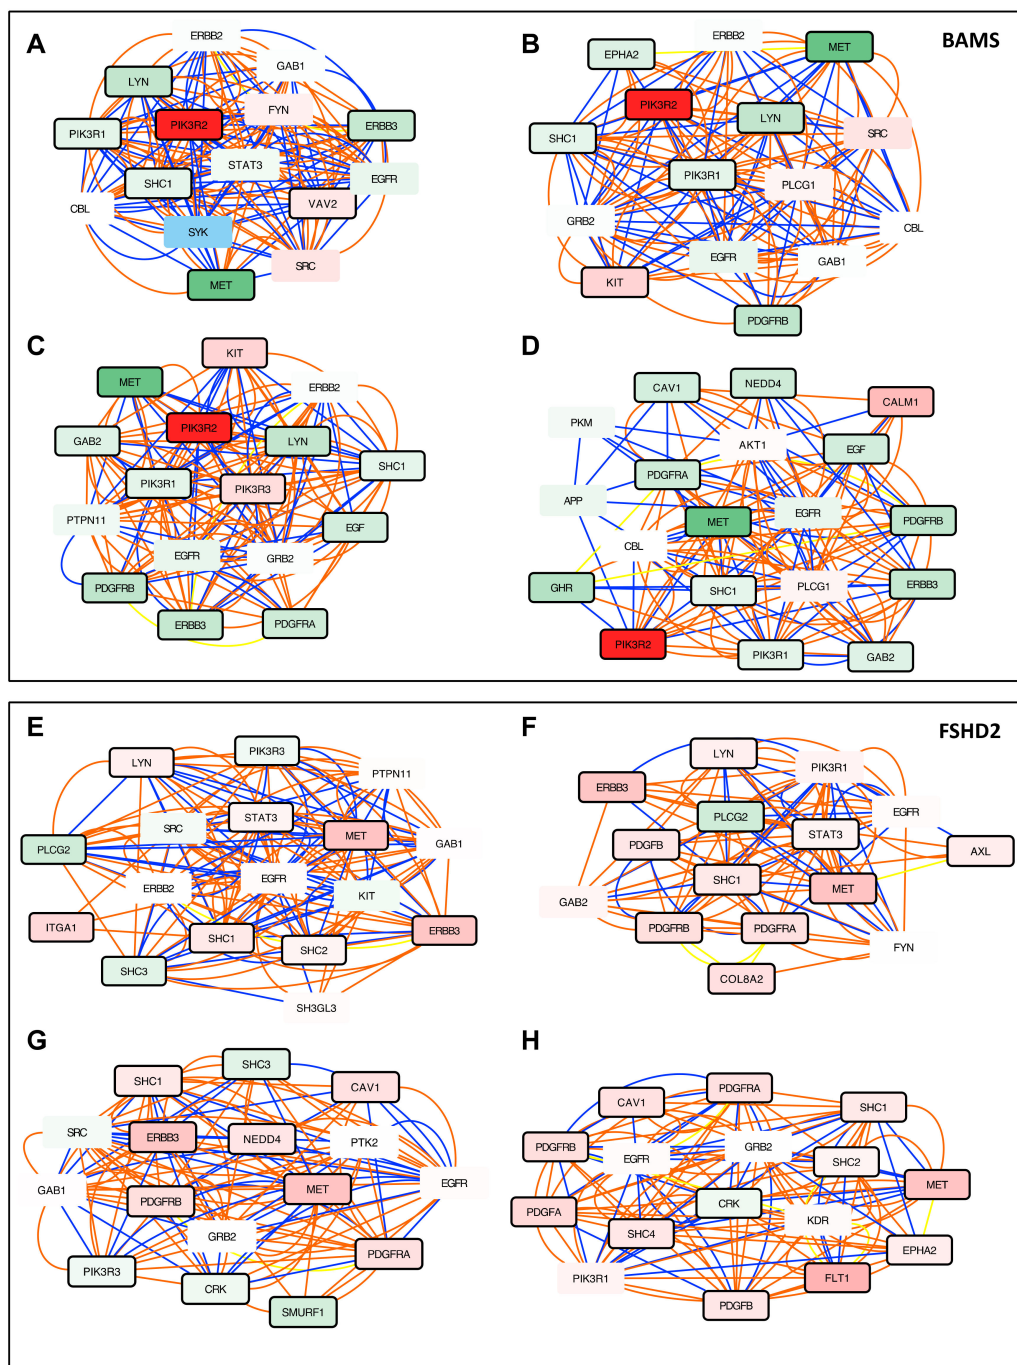 A
ERBB2
GAB1
LYN
FYN
PIK3R2
PIK3R1
ERBB3
STAT3
EGFR
SHC1
CBL
VAV2
SYK
SRC
MET
B
BAMS
ERBB2
EPHA2
MET
PIK3R2
LYN
SHC1
SRC
PIK3R1
PLCG1
GRB2
CBL
EGFR
GAB1
KIT
PDGFRB
C
KIT
MET
ERBB2
PIK3R2
GAB2
LYN
SHC1
PIK3R1
PIK3R3
PTPN11
EGF
EGFR
GRB2
PDGFRB
ERBB3
PDGFRA
D
CAV1
NEDD4
CALM1
PKM
AKT1
EGF
PDGFRA
APP
EGFR
MET
PDGFRB
CBL
GHR
SHC1
PLCG1
ERBB3
PIK3R2
PIK3R1
GAB2
E
PIK3R3
LYN
PTPN11
STAT3
SRC
MET
PLCG2
GAB1
EGFR
ERBB2
KIT
ITGA1
SHC1
ERBB3
SHC2
SHC3
SH3GL3
F
FSHD2
LYN
PIK3R1
ERBB3
EGFR
PLCG2
STAT3
PDGFB
AXL
SHC1
MET
GAB2
PDGFRB
PDGFRA
FYN
COL8A2
G
SHC3
SHC1
CAV1
SRC
ERBB3
NEDD4
PTK2
GAB1
MET
EGFR
PDGFRB
GRB2
PDGFRA
PIK3R3
CRK
SMURF1
H
PDGFRA
CAV1
SHC1
PDGFRB
GRB2
EGFR
SHC2
MET
CRK
PDGFA
KDR
SHC4
EPHA2
PIK3R1
FLT1
PDGFB